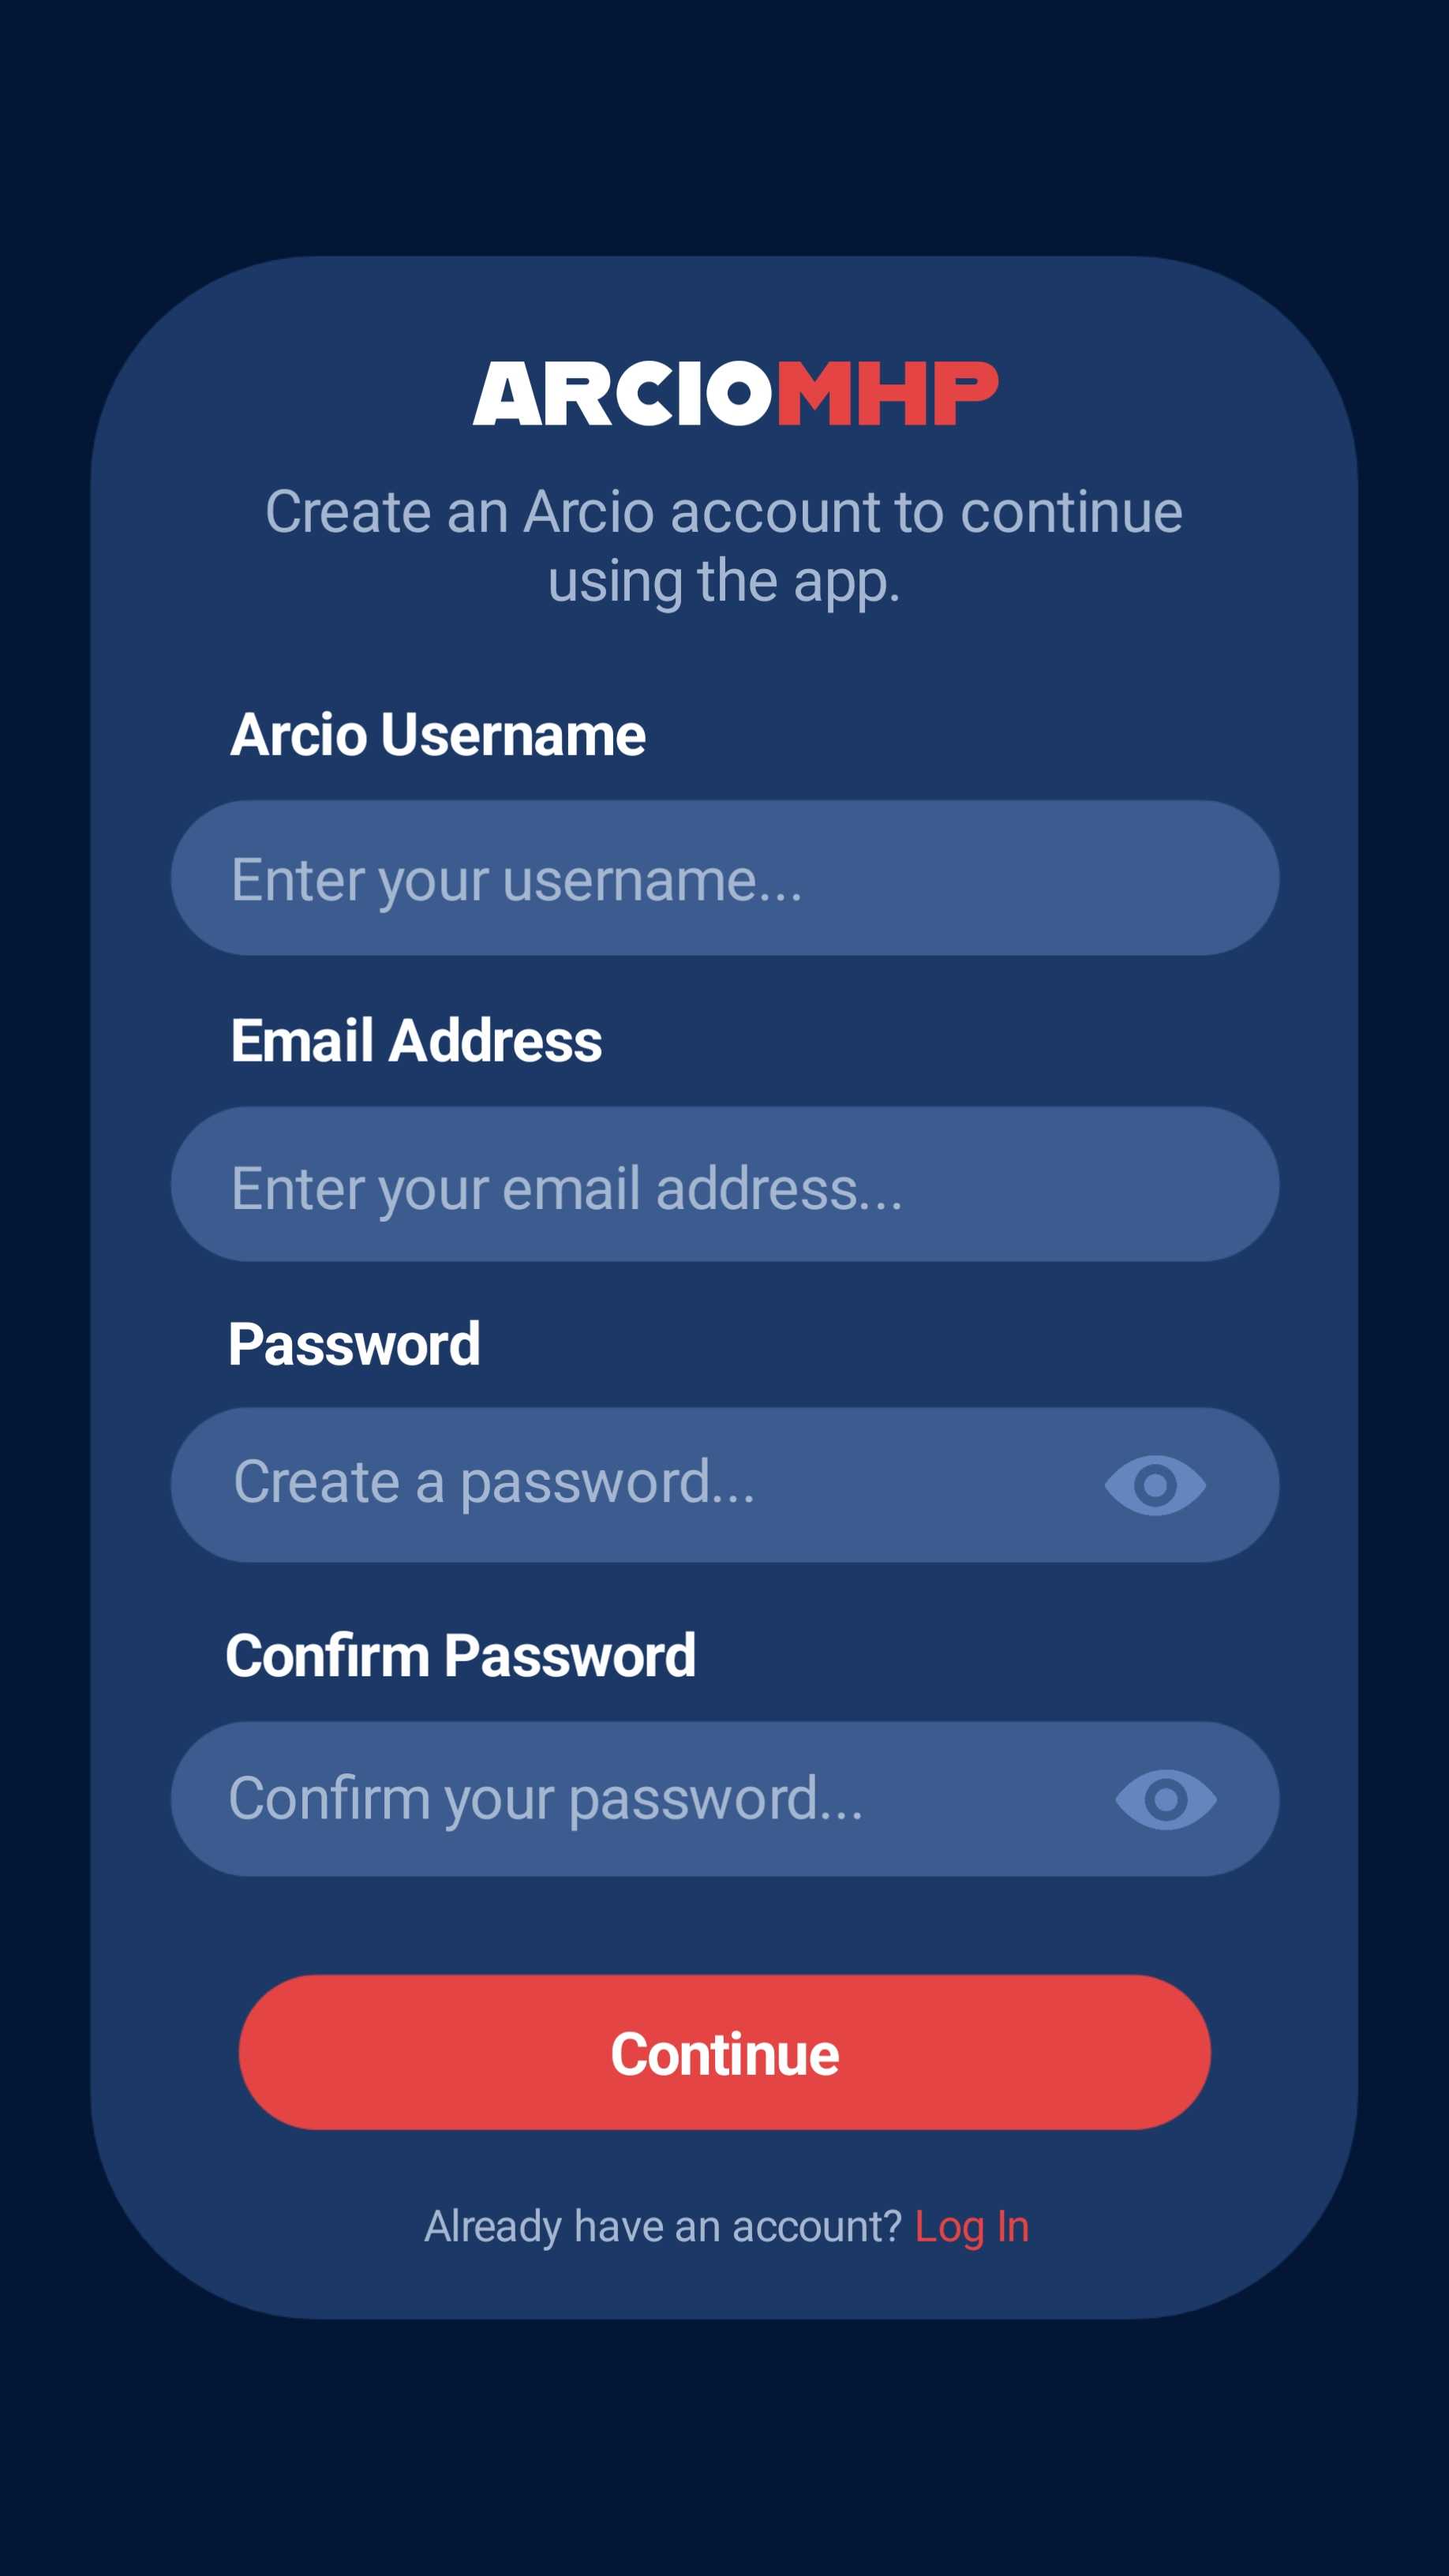 ARCIOMHP
Create an Arcio account to continue
using the app.
Arcio Username
Enter your username...
Email Address
Enter your email address...
Password
Create a password...
Confirm Password
Confirm your password...
Continue
Already have an account? Log In